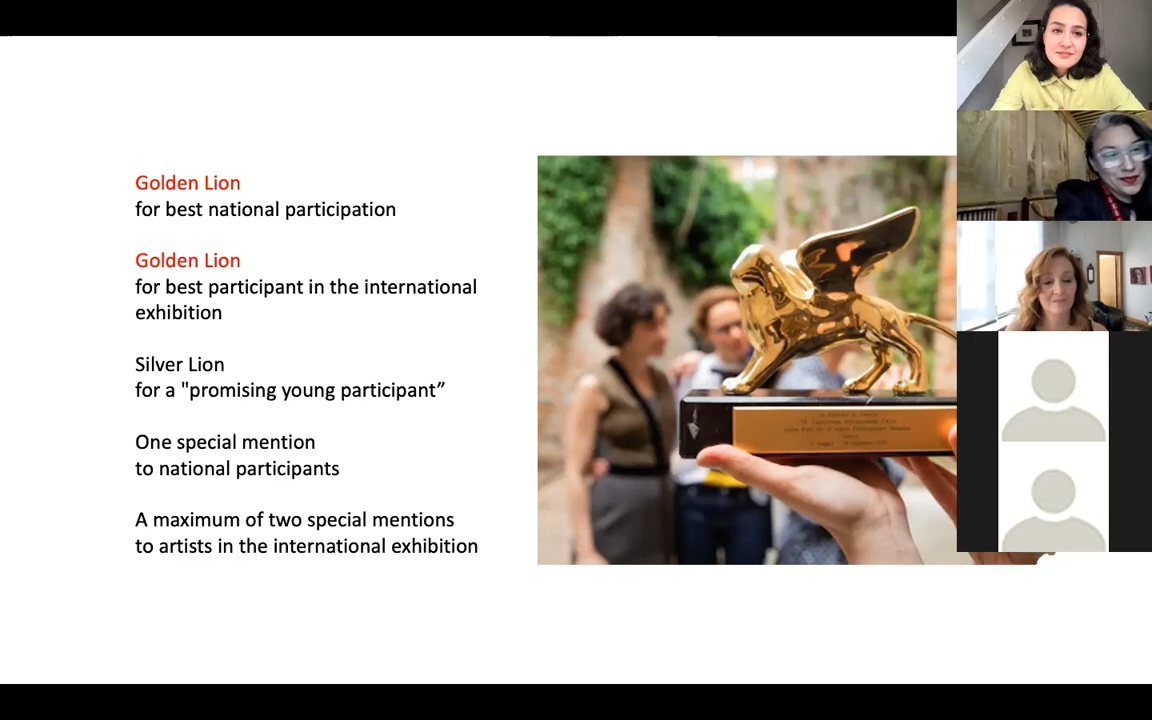 Golden Lion
for best national participation
Golden Lion
for best participant in the international
exhibition
Silver Lion
for a "promising young participant”
One special mention
to national participants
A maximum of two special mentions
to artists in the international exhibition